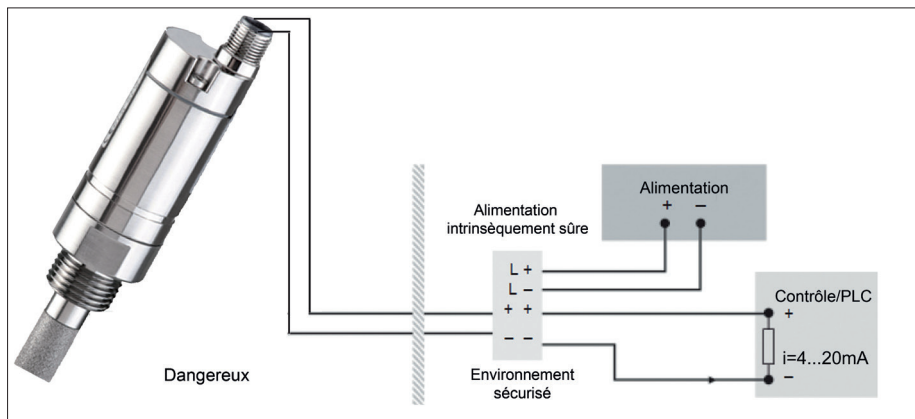 Alimentation
+ −
Alimentation
intrinsèquement sûre
L +
L −
+ +
− −
Contrôle/PLC
+
i=4...20mA
−
Dangereux
Environnement
sécurisé